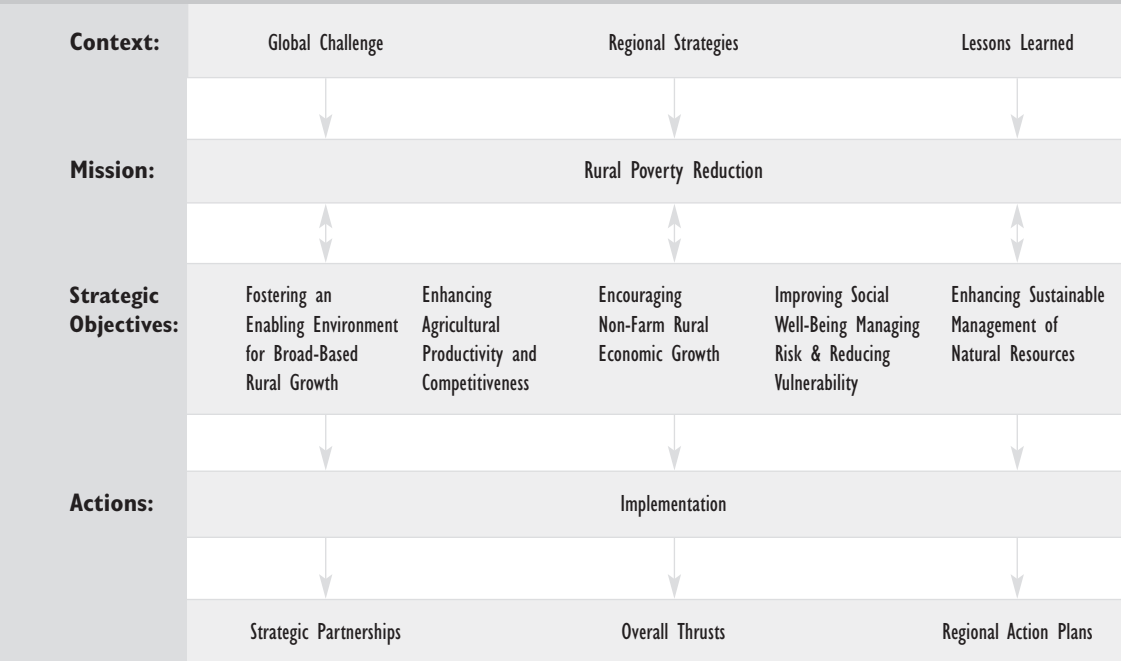 Context:
Global Challenge
Regional Strategies
Lessons Learned
Mission:
Rural Poverty Reduction
Strategic
Objectives:
Fostering an
Enabling Environment
for Broad-Based
Rural Growth
Enhancing
Agricultural
Productivity and
Competitiveness
Encouraging
Non-Farm Rural
Economic Growth
Improving Social
Well-Being Managing
Risk & Reducing
Vulnerability
Enhancing Sustainable
Management of
Natural Resources
Actions:
Implementation
Strategic Partnerships
Overall Thrusts
Regional Action Plans